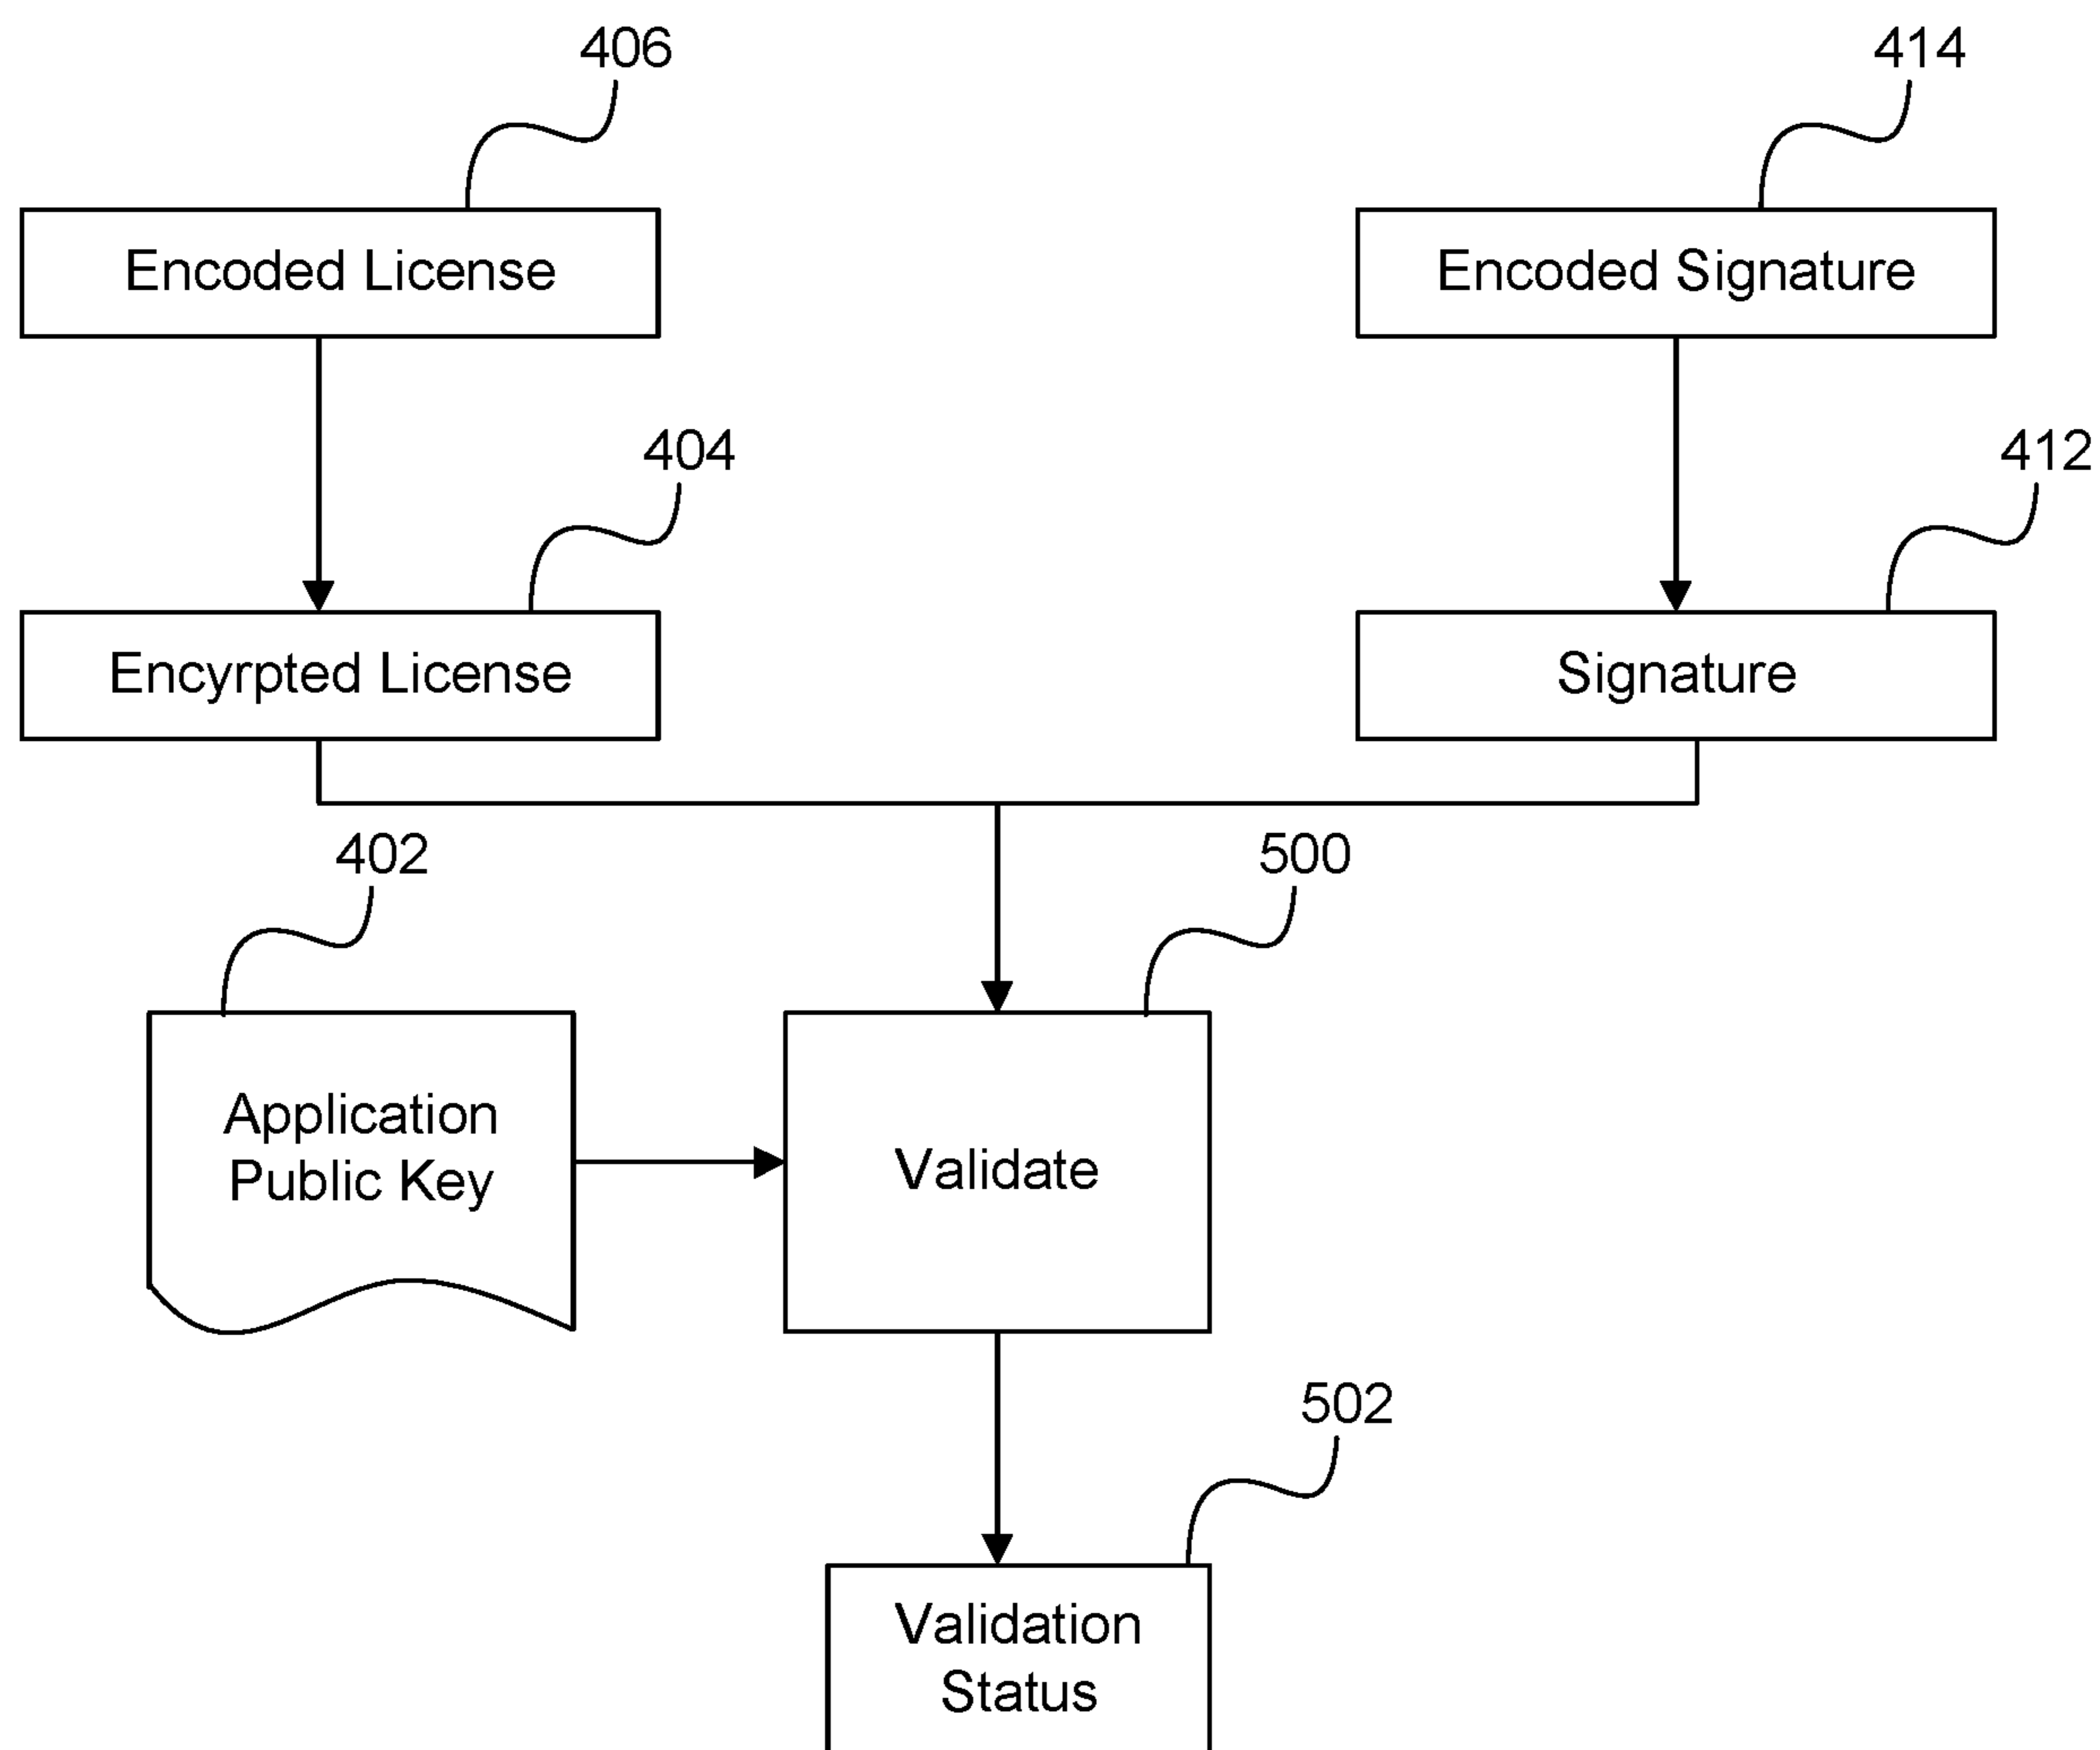 406
414
Encoded License
Encoded Signature
404
412
Encyrpted License
Signature
402
500
Application
Public Key
Validate
502
Validation
Status